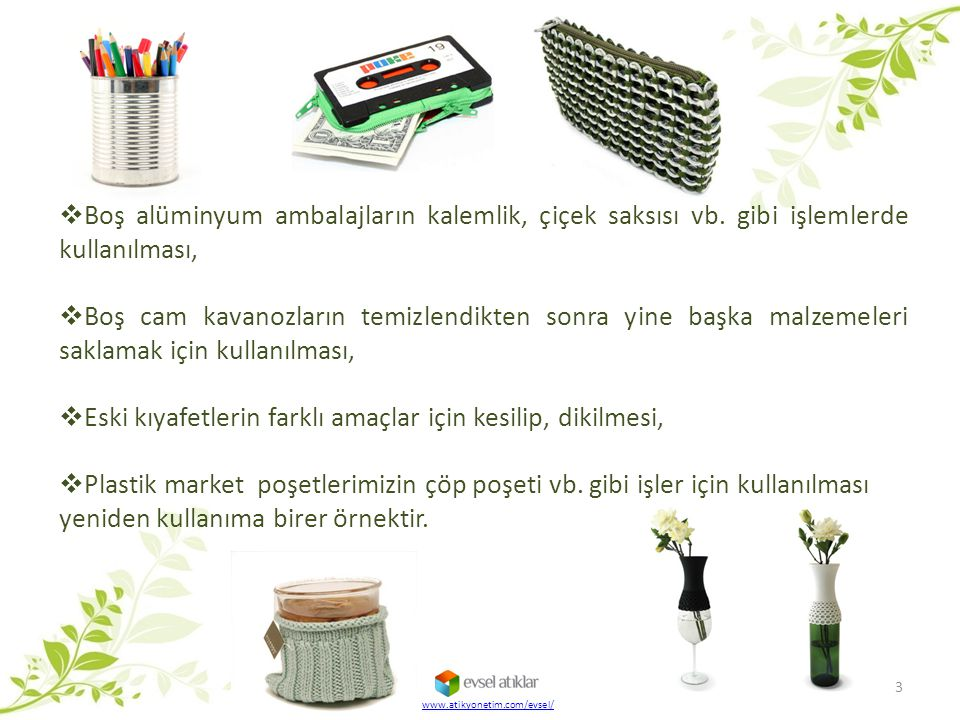 19
❖Boş alüminyum ambalajların kalemlik, çiçek saksısı vb. gibi işlemlerde
kullanılması,
❖Boş cam kavanozların temizlendikten sonra yine başka malzemeleri
saklamak için kullanılması,
❖Eski kıyafetlerin farklı amaçlar için kesilip, dikilmesi,
❖Plastik market poşetlerimizin çöp poşeti vb. gibi işler için kullanılması
yeniden kullanıma birer örnektir.
evsel atıklar
www.atikyonetim.com/evsel/
3